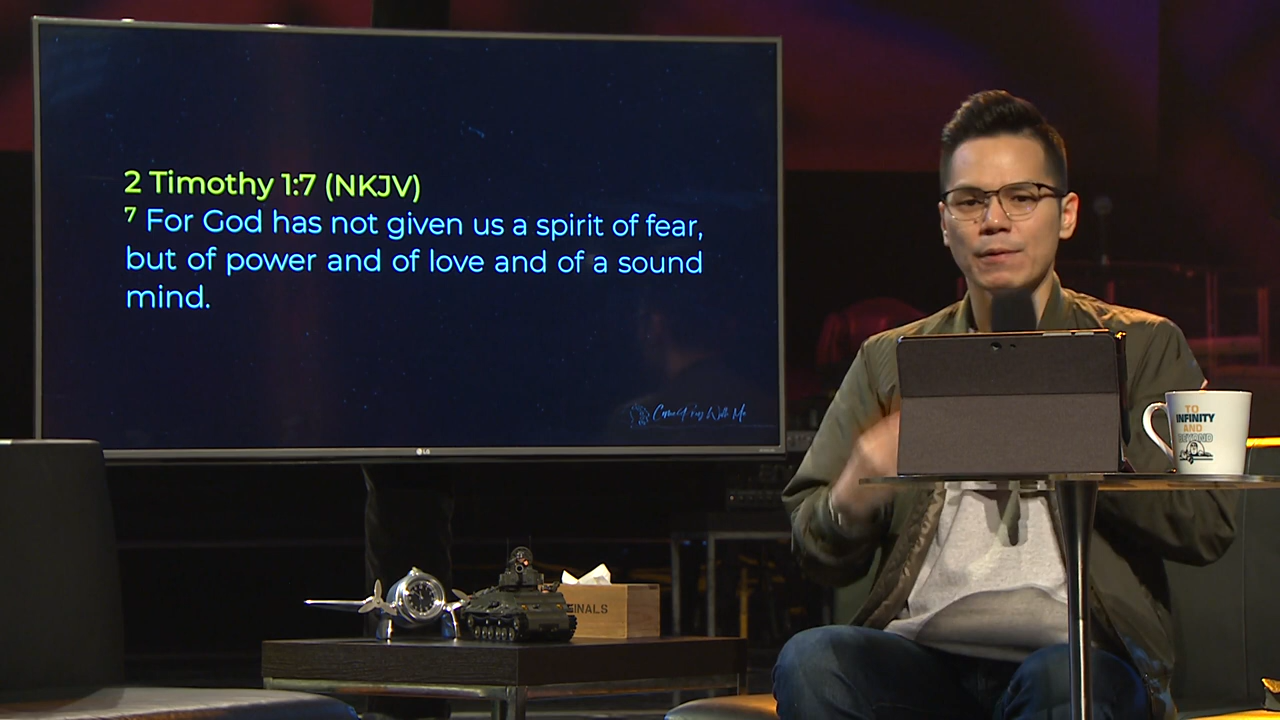 2 Timothy 1:7 (NKJV)
7 For God has not given us a spirit of fear,
but of power and of love and of a sound
mind.
LG
TO
INFINITY
AND
BEYOND
INALS